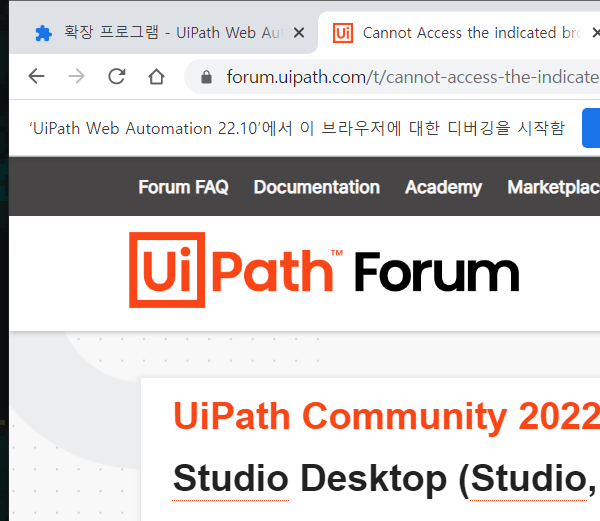 확장 프로그램 - UiPath Web Au
Cannot Access the indicated bro
forum.uipath.com/t/cannot-access-the-indicate
'UiPath Web Automation 22.10'에서 이 브라우저에 대한 디버깅을 시작함
Forum FAQ Documentation Academy Marketplac
UiPath™ Forum
UiPath Community 2022
Studio Desktop (Studio,